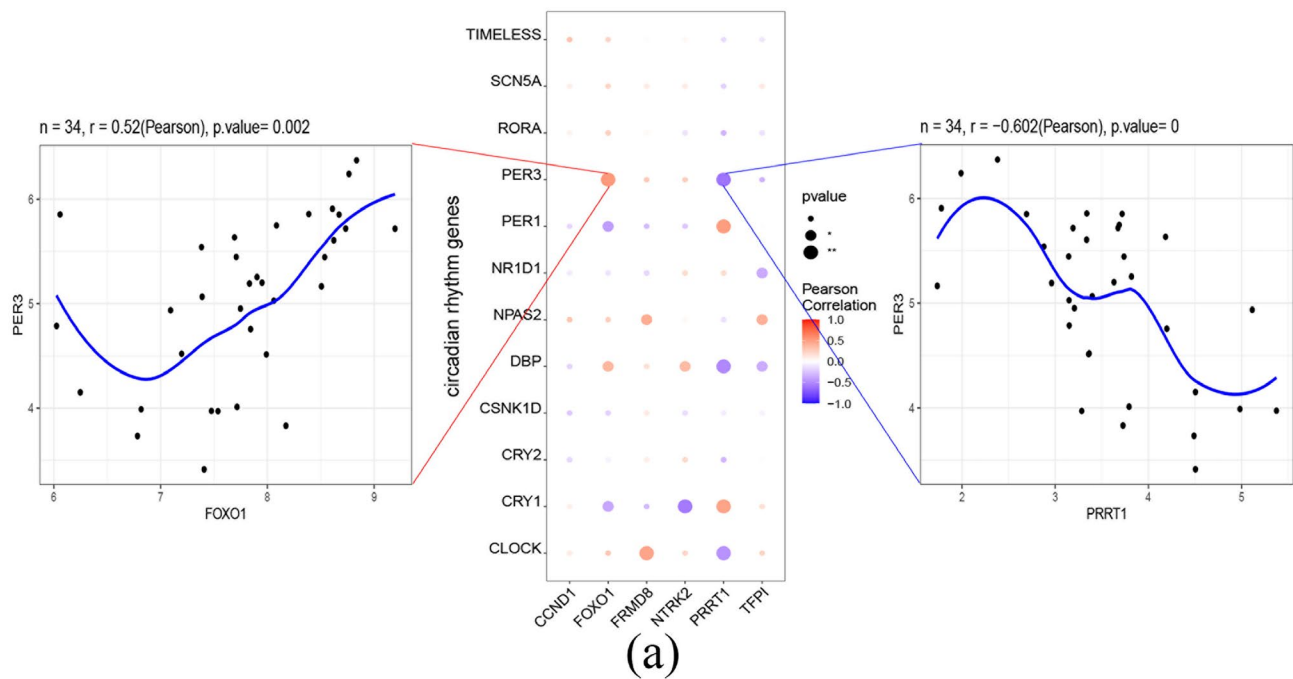 n = 34, r = 0.52(Pearson), p.value= 0.002
PER3
6
5
4
6
7
8
9
FOXO1
circadian rhythm genes
TIMELESS
SCN5A
RORA
PER3
PER1
NR1D1
NPAS2
DBP
CSNK1D
CRY2
CRY1
CLOCK
CCND1
FOXO1
FRMD8
NTRK2
PRRT1
TFPI
pvalue
*
**
Pearson
Correlation
1.0
0.5
0.0
−0.5
−1.0
n = 34, r = −0.602(Pearson), p.value= 0
PER3
6
5
4
2
3
4
5
PRRT1
(a)